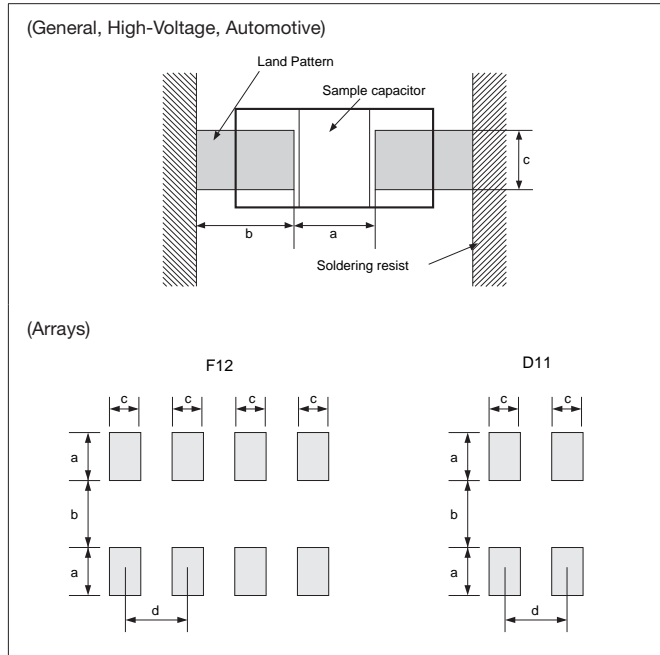 (General, High-Voltage, Automotive)
Land Pattern
Sample capacitor
c
b
a
Soldering resist
(Arrays)
F12
D11
c
c
c
c
c
c
a
a
b
b
a
a
d
d